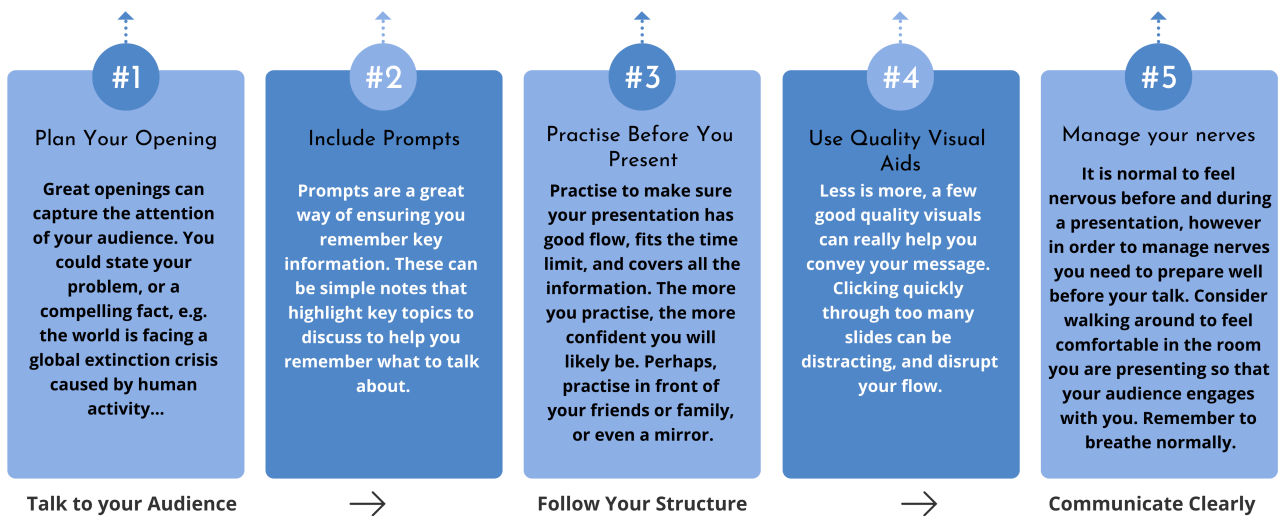 #1
Plan Your Opening
Great openings can
capture the attention
of your audience. You
could state your
problem, or a
compelling fact, e.g.
the world is facing a
global extinction crisis
caused by human
activity...
#2
Include Prompts
Prompts are a great
way of ensuring you
remember key
information. These can
be simple notes that
highlight key topics to
discuss to help you
remember what to talk
about.
#3
Practise Before You
Present
Practise to make sure
your presentation has
good flow, fits the time
limit, and covers all the
information. The more
you practise, the more
confident you will
likely be. Perhaps,
practise in front of
your friends or family,
or even a mirror.
#4
Use Quality Visual
Aids
Less is more, a few
good quality visuals
can really help you
convey your message.
Clicking quickly
through too many
slides can be
distracting, and disrupt
your flow.
#5
Manage your nerves
It is normal to feel
nervous before and during
a presentation, however
in order to manage nerves
you need to prepare well
before your talk. Consider
walking around to feel
comfortable in the room
you are presenting so that
your audience engages
with you. Remember to
breathe normally.
Talk to your Audience
Follow Your Structure
Communicate Clearly